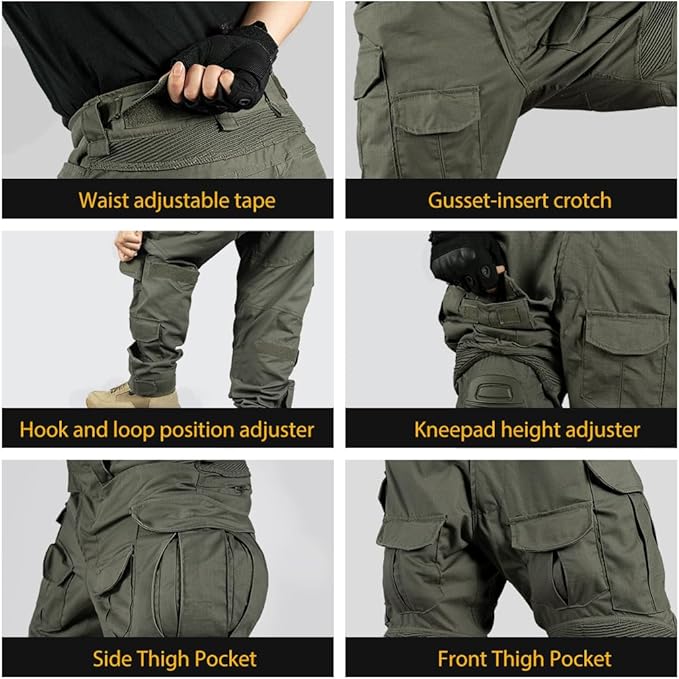 Waist adjustable tape
Gusset-insert crotch
Hook and loop position adjuster
Kneepad height adjuster
Side Thigh Pocket
Front Thigh Pocket